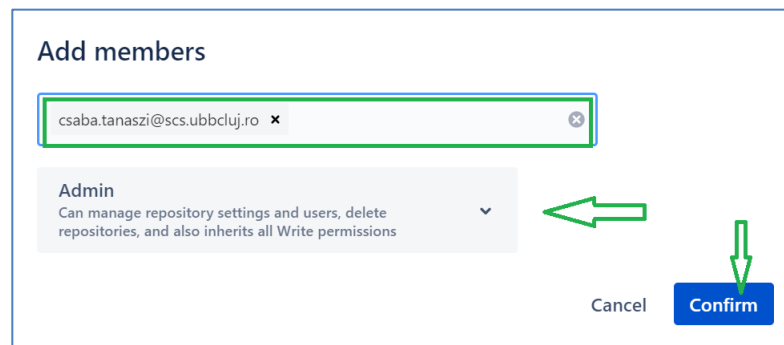 Add members
csaba.tanaszi@scs.ubbcluj.ro
Admin
Can manage repository settings and users, delete
repositories, and also inherits all Write permissions
Cancel Confirm